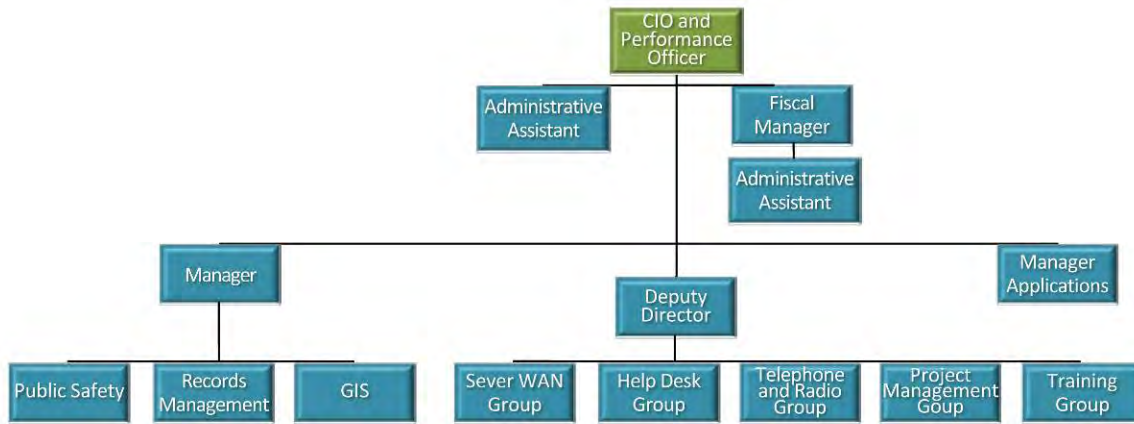 CIO and
Performance
Officer
Administrative
Assistant
Fiscal
Manager
Administrative
Assistant
Manager
Deputy
Director
Manager
Applications
Public Safety
Records
Management
GIS
Sever WAN
Group
Help Desk
Group
Telephone
and Radio
Group
Project
Management
Goup
Training
Group